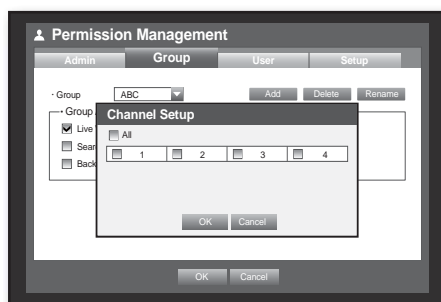 Permission Management
Admin Group User Setup
· Group ABC Add Delete Rename
• Group
Live
Sear
Back
Channel Setup
All
1 2 3 4
OK Cancel
OK Cancel